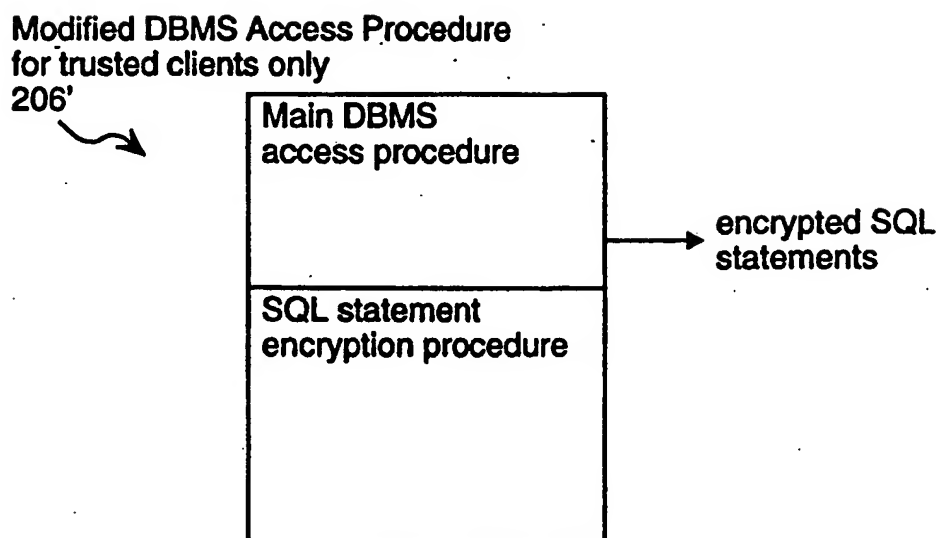 Modified DBMS Access Procedure
for trusted clients only
206'
Main DBMS
access procedure
encrypted SQL
statements
SQL statement
encryption procedure